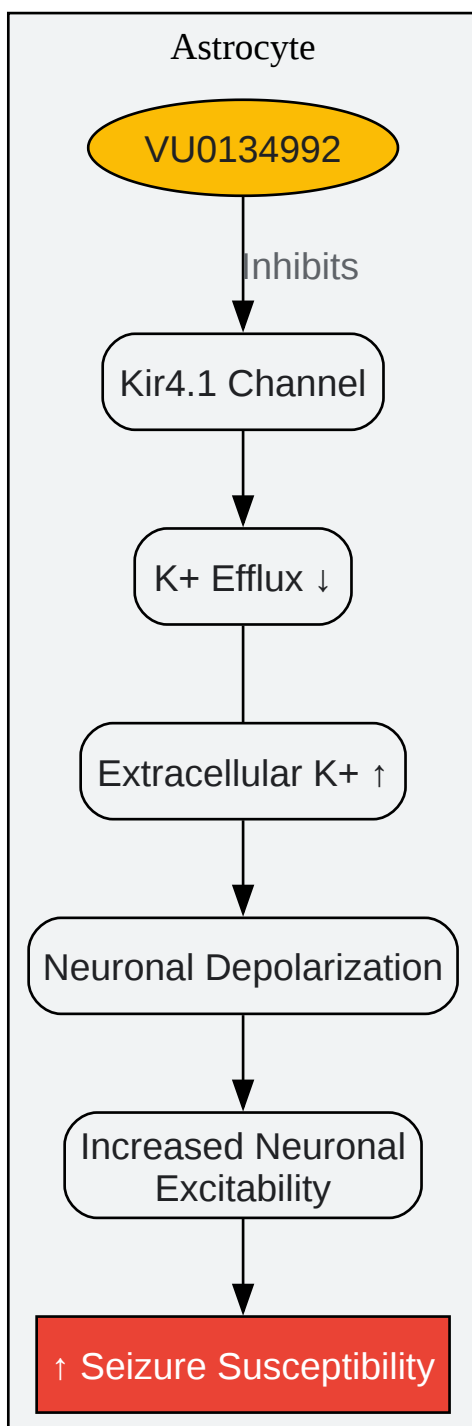 Astrocyte
VU0134992
Inhibits
Kir4.1 Channel
K+ Efflux ↓
Extracellular K+ ↑
Neuronal Depolarization
Increased Neuronal
Excitability
↑ Seizure Susceptibility